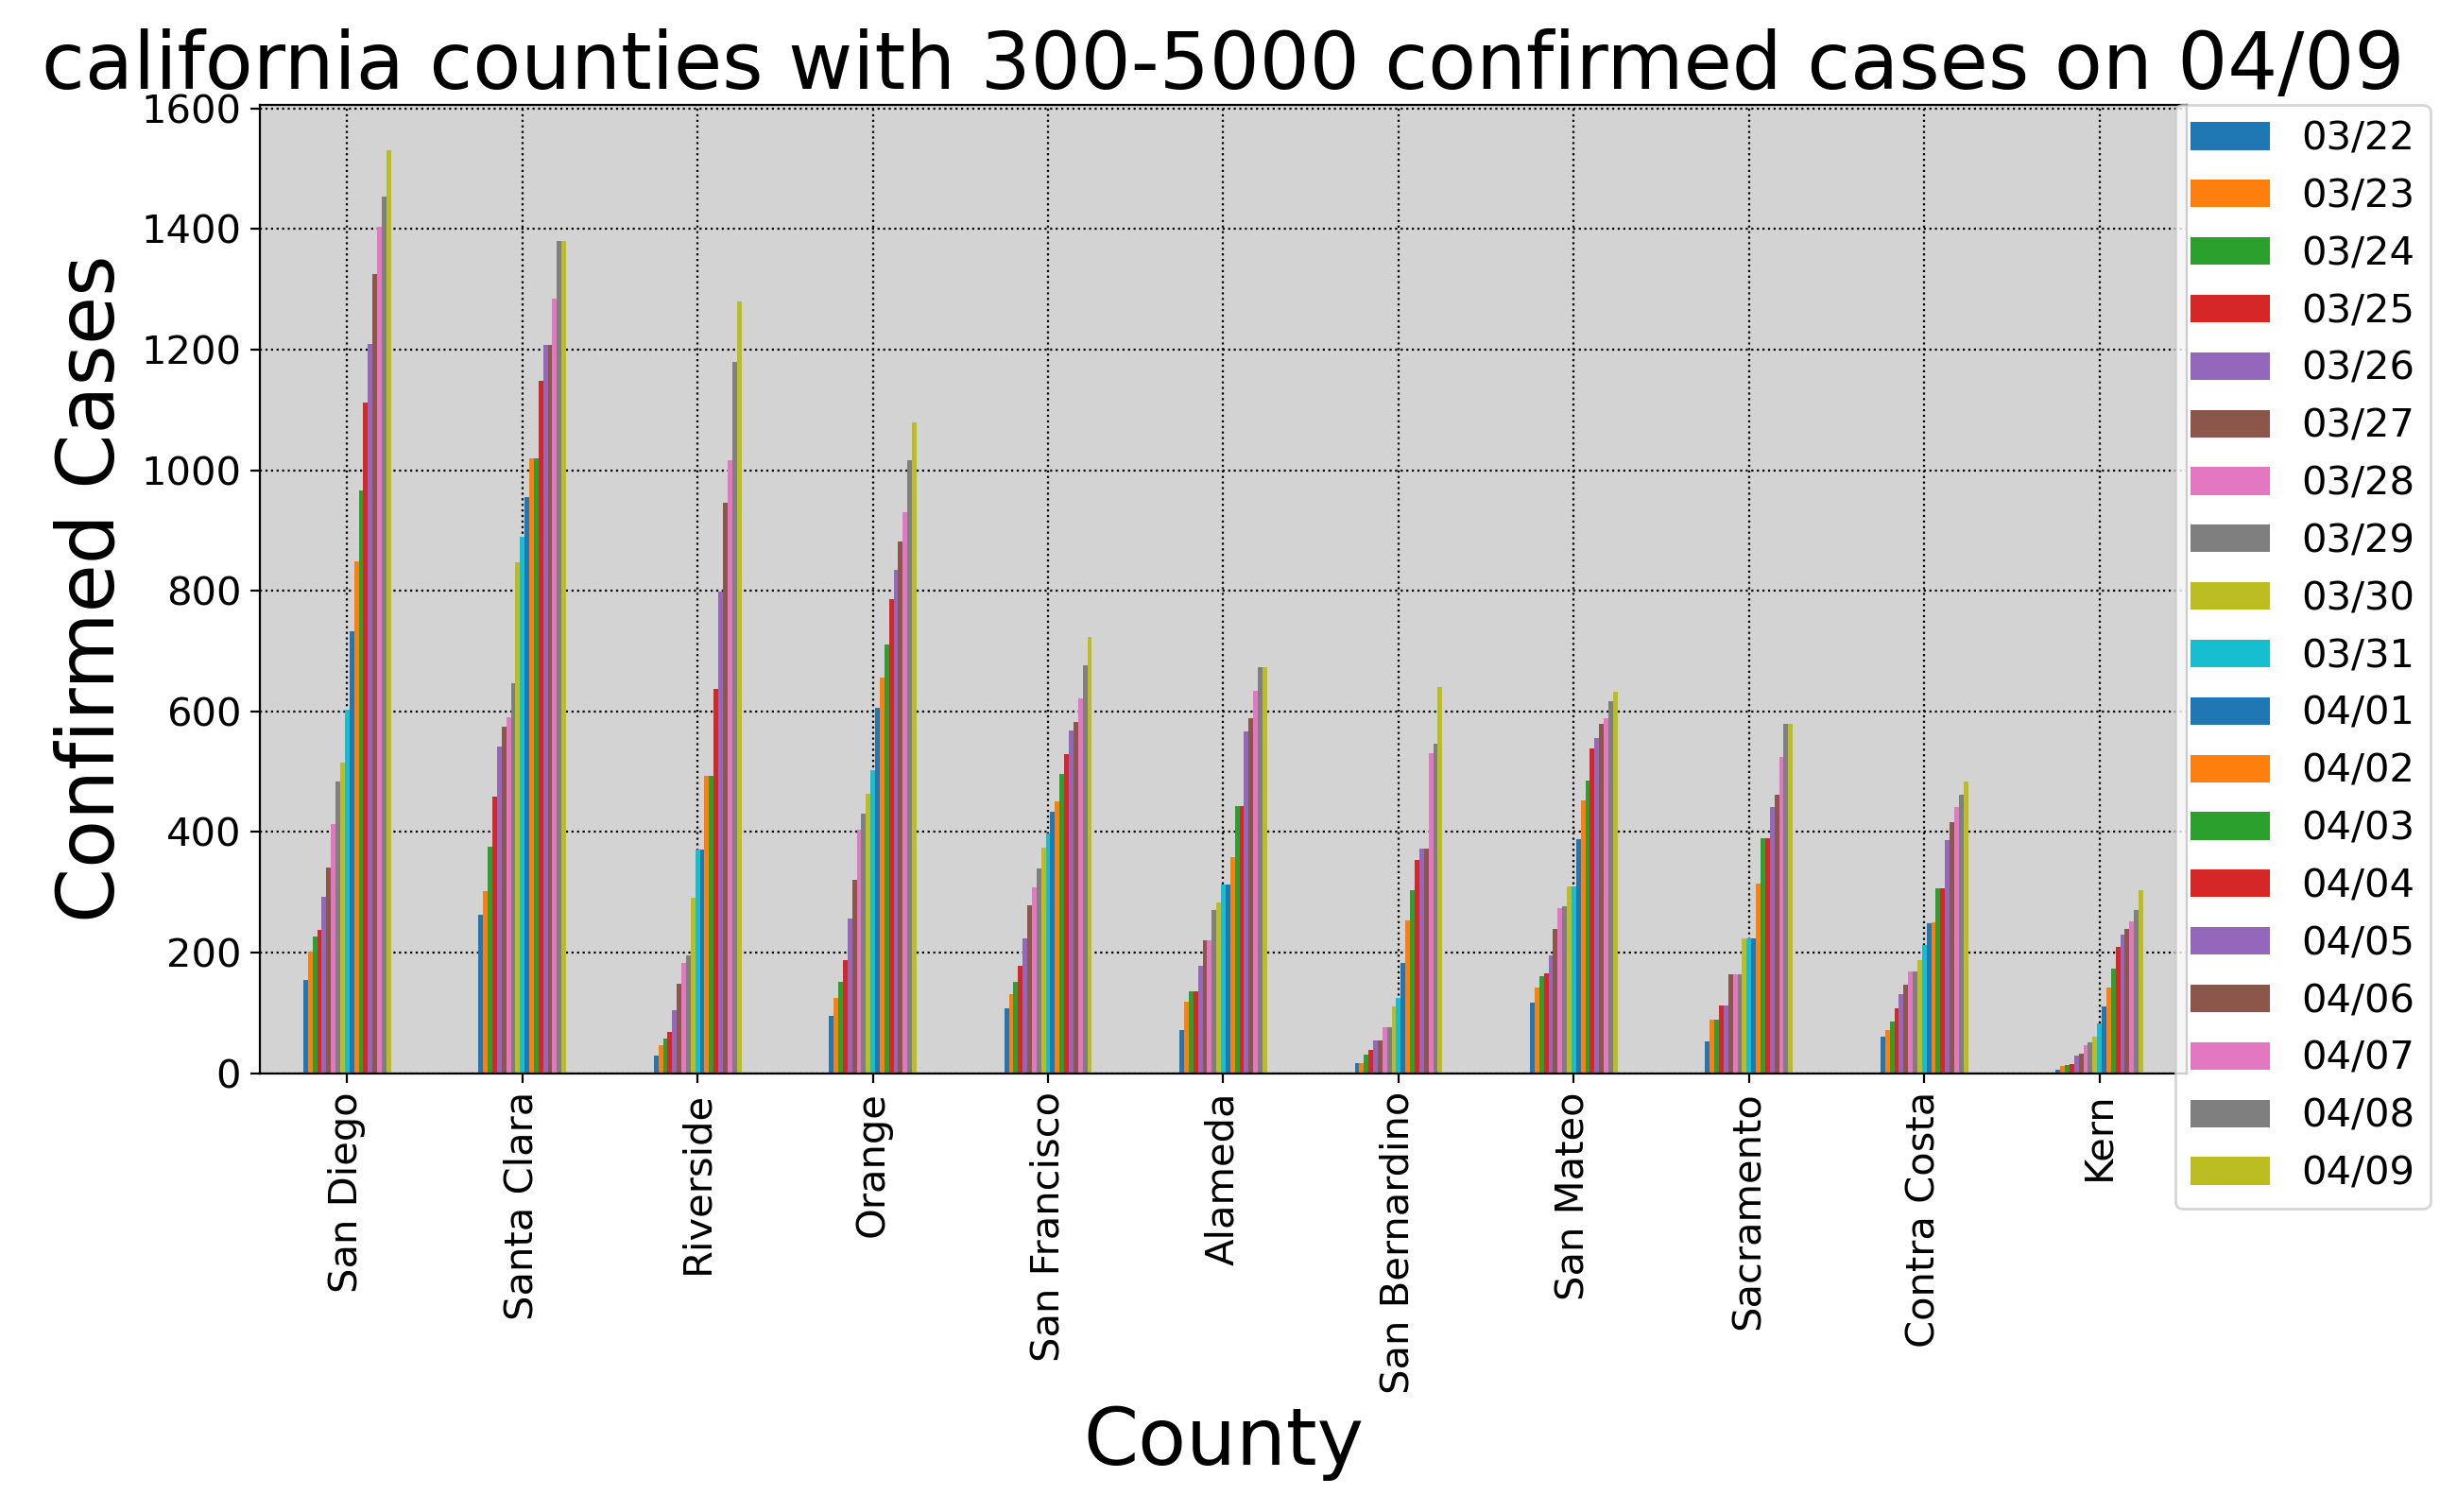 california counties with 300-5000 confirmed cases on 04/09
Confirmed Cases
1600
1400
1200
1000
800
600
400
200
0
San Diego
Santa Clara
Riverside
Orange
San Francisco
Alameda
San Bernardino
San Mateo
Sacramento
Contra Costa
Kern
County
03/22
03/23
03/24
03/25
03/26
03/27
03/28
03/29
03/30
03/31
04/01
04/02
04/03
04/04
04/05
04/06
04/07
04/08
04/09